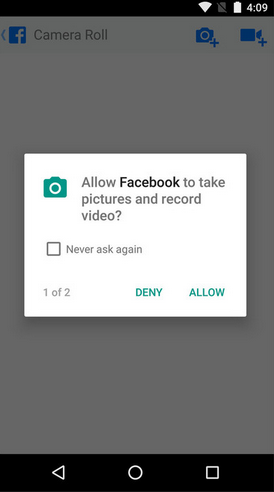 4:09
Camera Roll
Allow Facebook to take
pictures and record
video?
Never ask again
1 of 2
DENY
ALLOW